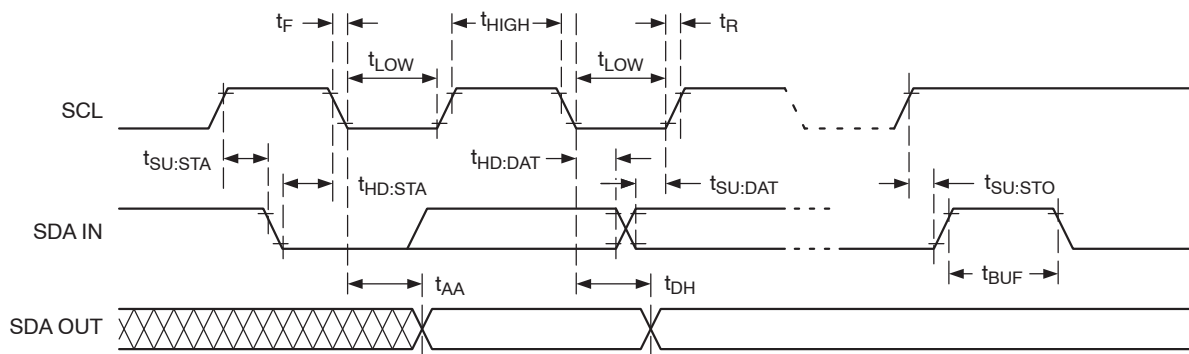 tF
tHIGH
tR
tLOW
tLOW
SCL
tSU:STA
tHD:STA
tHD:DAT
tSU:DAT
tSU:STO
SDA IN
tBUF
tAA
tDH
SDA OUT